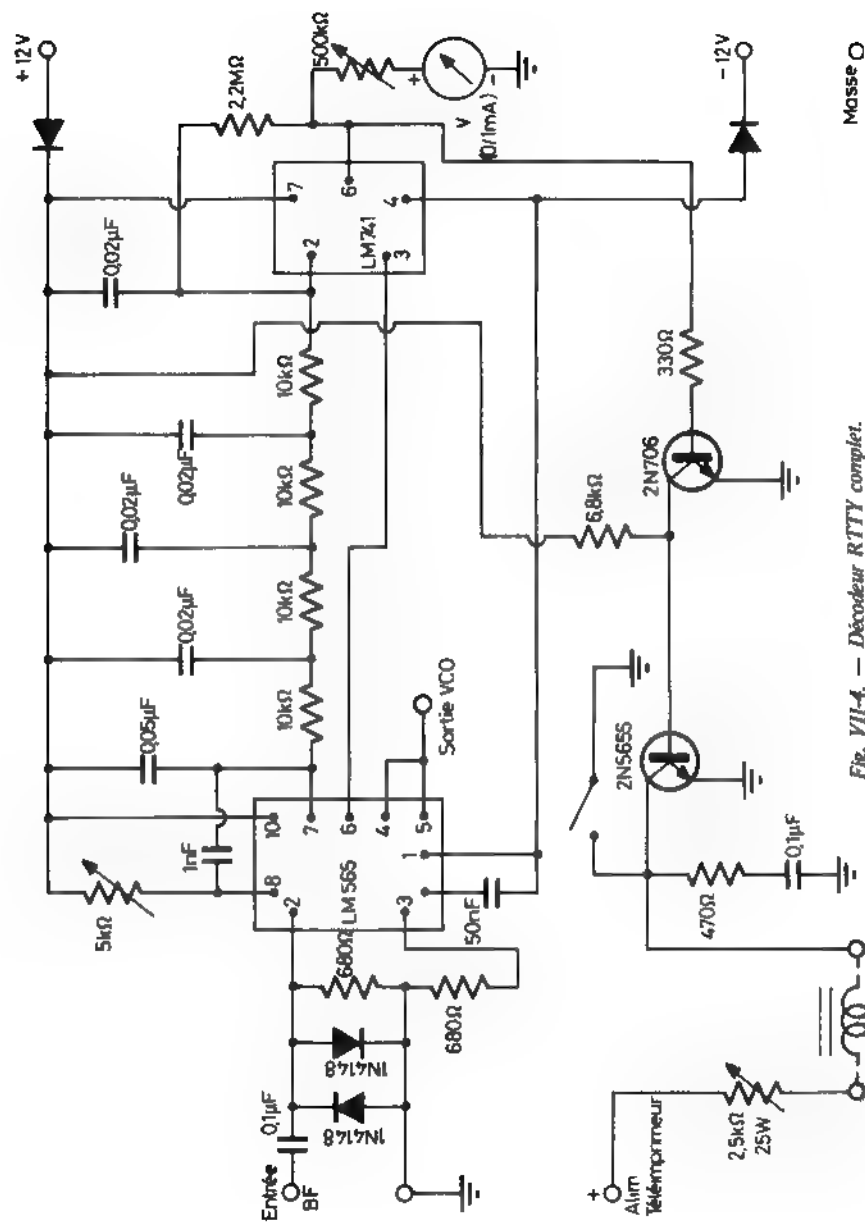 + 12 V
0,02µF
2,2MΩ
500kΩ
+
-
V
(10/1mA)
7
6
4
2
3
LM741
- 12V
Masse
0,02µF
0,02µF
0,02µF
0,05µF
10kΩ
10kΩ
10kΩ
10kΩ
5kΩ
1nF
8
10
7
6
4
5
1
2
3
LM565
50nF
Sortie VCO
Entrée
BF
0,1µF
1N4148
1N4148
680Ω
680Ω
6,8kΩ
330Ω
2N706
2N5655
470Ω
0,1µF
+
Alim
Téléimprimeur
2,5kΩ
25W
Fig. VII-4. — Décodeur RTTY complet.